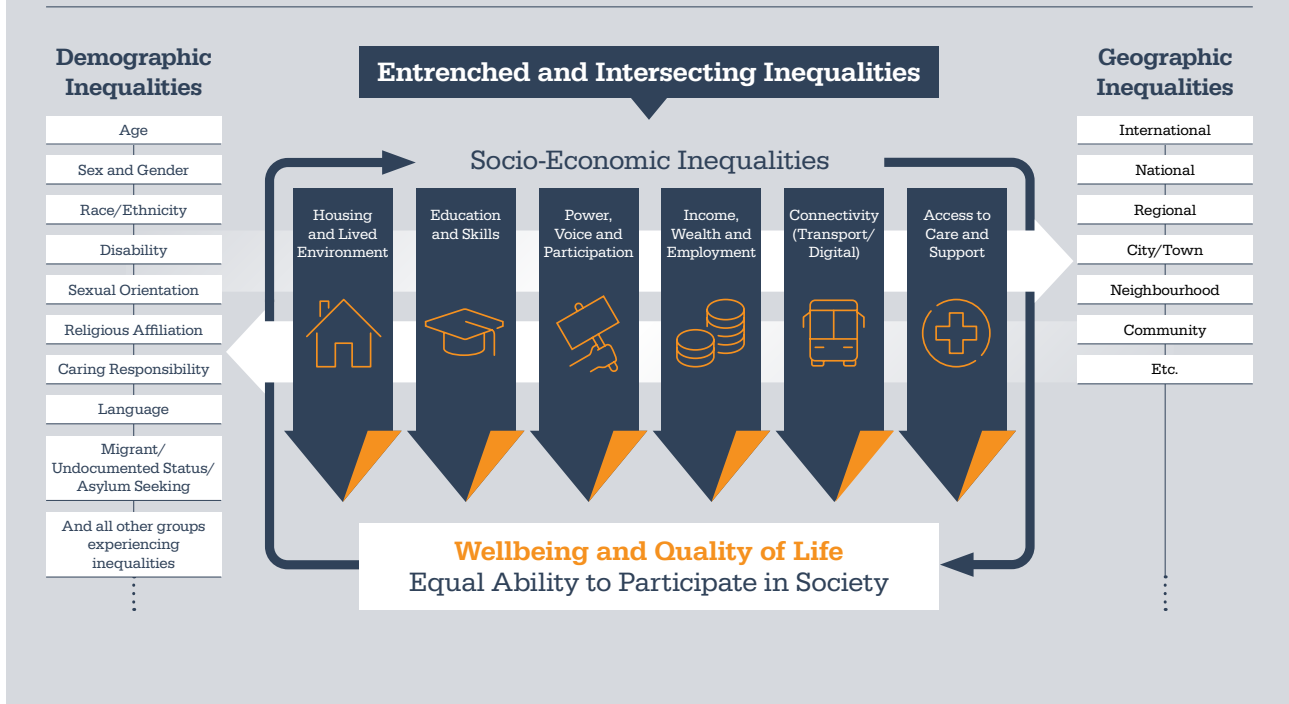 Demographic
Inequalities
Age
Sex and Gender
Race/Ethnicity
Disability
Sexual Orientation
Religious Affiliation
Caring Responsibility
Language
Migrant/
Undocumented Status/
Asylum Seeking
And all other groups
experiencing
inequalities
Entrenched and Intersecting Inequalities
Socio-Economic Inequalities
Housing
and Lived
Environment
Education
and Skills
Power,
Voice and
Participation
Income,
Wealth and
Employment
Connectivity
(Transport/
Digital)
Access to
Care and
Support
Wellbeing and Quality of Life
Equal Ability to Participate in Society
Geographic
Inequalities
International
National
Regional
City/Town
Neighbourhood
Community
Etc.